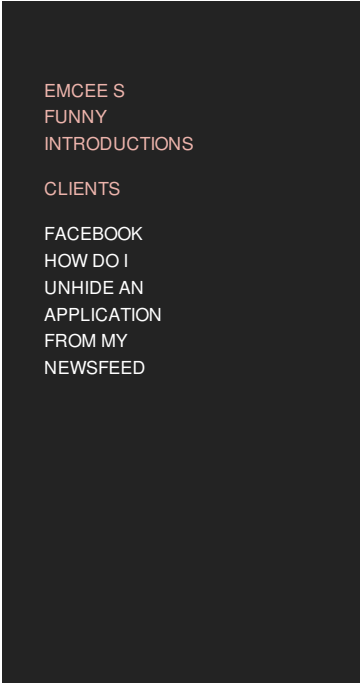 EMCEE S
FUNNY
INTRODUCTIONS
CLIENTS
FACEBOOK
HOW DO I
UNHIDE AN
APPLICATION
FROM MY
NEWSFEED